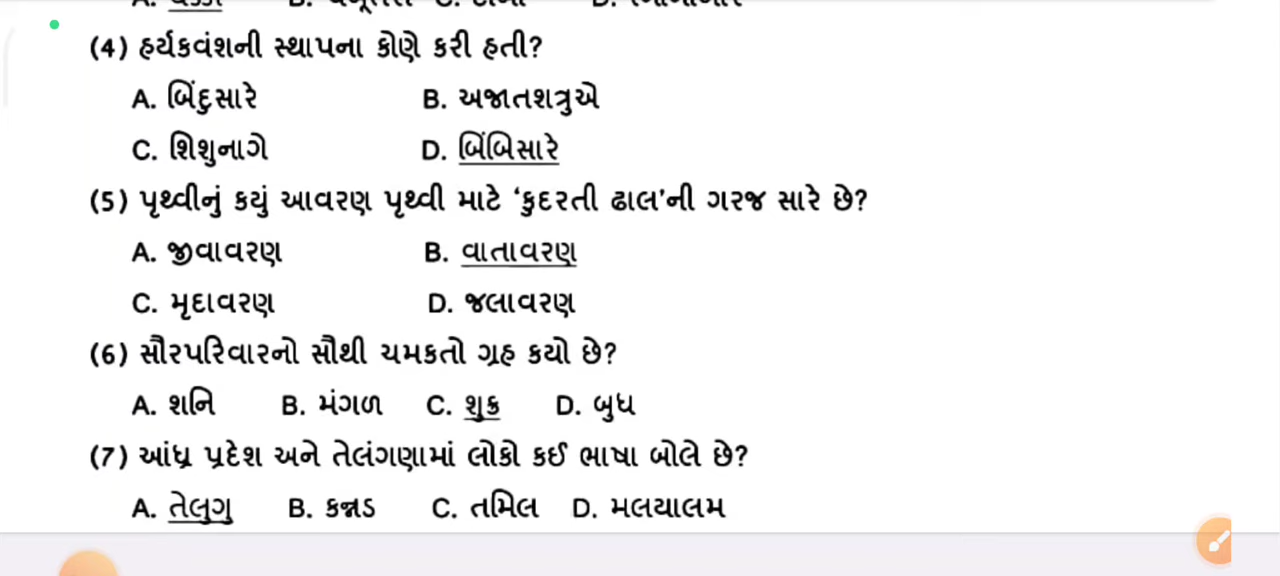 (4) હર્યકવંશની સ્થાપના કોણે કરી હતી?
A. બિંદુસારે B. અજાતશત્રુએ
C. શિશુનાગે D. બિંબિસારે
(5) પૃથ્વીનું કયું આવરણ પૃથ્વી માટે ‘કુદરતી ઢાલ’ની ગરજ સારે છે?
A. જીવાવરણ B. વાતાવરણ
C. મૃદાવરણ D. જલાવરણ
(6) સૌરપરિવારનો સૌથી ચમકતો ગ્રહ કયો છે?
A. શનિ B. મંગળ C. શુક્ર D. બુધ
(7) આંધ્ર પ્રદેશ અને તેલંગણામાં લોકો કઈ ભાષા બોલે છે?
A. તેલુગુ B. કન્નડ C. તમિલ D. મલયાલમ